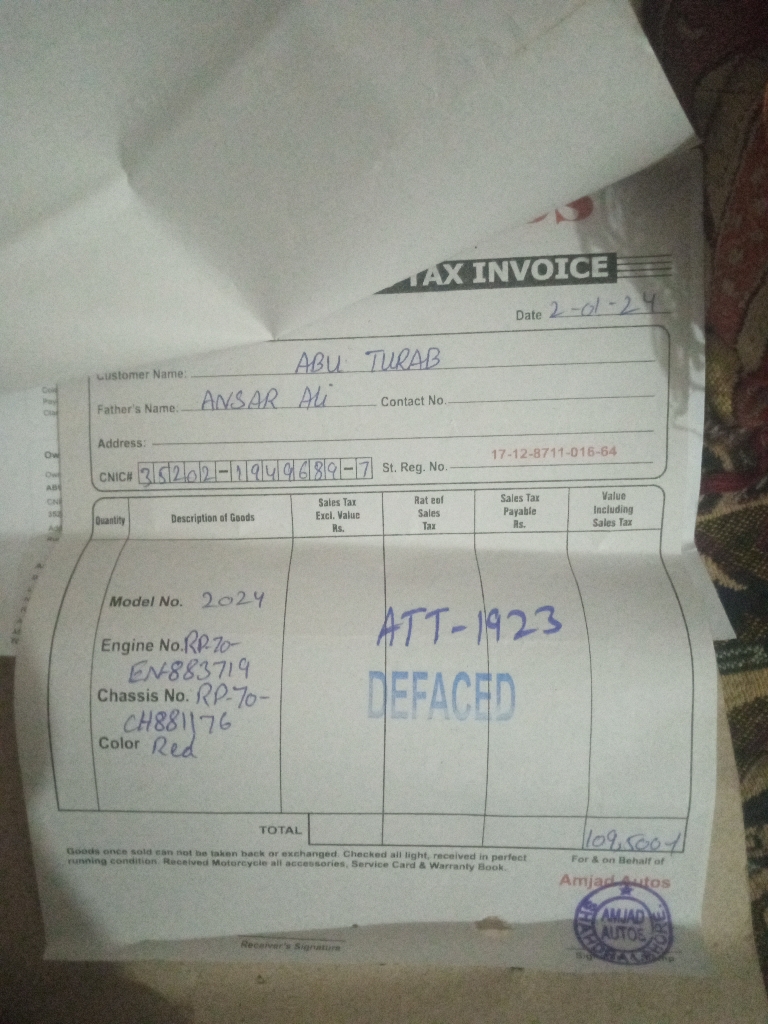 TAX INVOICE
Date 2-01-24
Customer Name: ABU TURAB
Father's Name. ANSAR Ali Contact No.
Address:
CNIC# 35202-1949689-7 St. Reg. No. 17-12-8711-016-64
Quantity Description of Goods Sales Tax Excl. Value Rs. Rat eof Sales Tax Sales Tax Payable Rs. Value Including Sales Tax
Model No. 2024
ATT-1923
Engine No. RP-70-
EN883719
Chassis No. RP-70-
CH881176
DEFACED
Color Red
TOTAL 109,500/
Goods once sold can not be taken back or exchanged. Checked all light, received in perfect
running condition. Received Motorcycle all accessories, Service Card & Warranty Book.
For & on Behalf of
Amjad Autos
AMJAD
AUTOS
Receiver's Signature